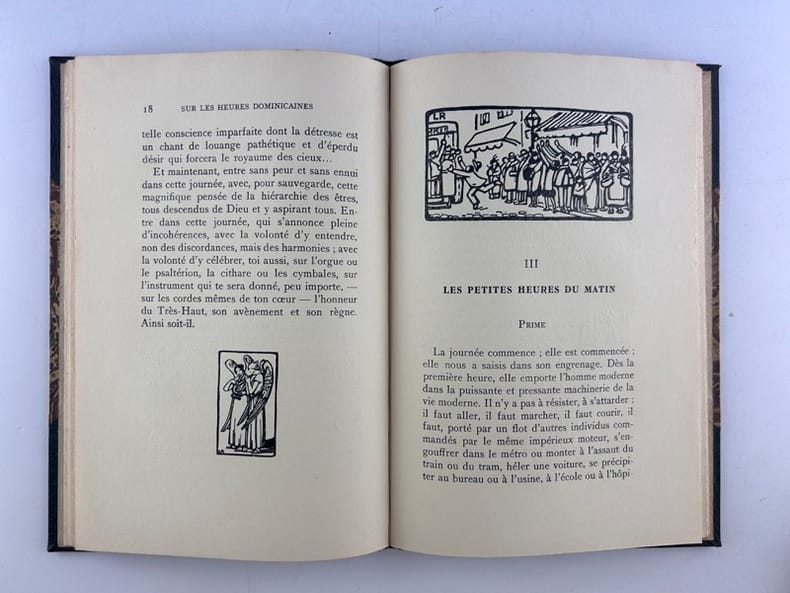 18 SUR LES HEURES DOMINICAINES
telle conscience imparfaite dont la détresse est
un chant de louange pathétique et d'éperdu
désir qui forcera le royaume des cieux...
Et maintenant, entre sans peur et sans ennui
dans cette journée, avec, pour sauvegarde, cette
magnifique pensée de la hiérarchie des êtres,
tous descendus de Dieu et y aspirant tous. En-
tre dans cette journée, qui s'annonce pleine
d'incohérences, avec la volonté d'y entendre,
non des discordances, mais des harmonies ; avec
la volonté d'y célébrer, toi aussi, sur l'orgue ou
le psaltérion, la cithare ou les cymbales, sur
l'instrument qui te sera donné, peu importe, —
sur les cordes mêmes de ton cœur — l'honneur
du Très-Haut, son avènement et son règne.
Ainsi soit-il.
LR
III
LES PETITES HEURES DU MATIN
PRIME
La journée commence ; elle est commencée ;
elle nous a saisis dans son engrenage. Dès la
première heure, elle emporte l'homme moderne
dans la puissante et pressante machinerie de la
vie moderne. Il n'y a pas à résister, à s'attarder :
il faut aller, il faut marcher, il faut courir, il
faut, porté par un flot d'autres individus com-
mandés par le même impérieux moteur, s'en-
gouffrer dans le métro ou monter à l'assaut du
train ou du tram, héler une voiture, se précipi-
ter au bureau ou à l'usine, à l'école ou à l'hôpi-